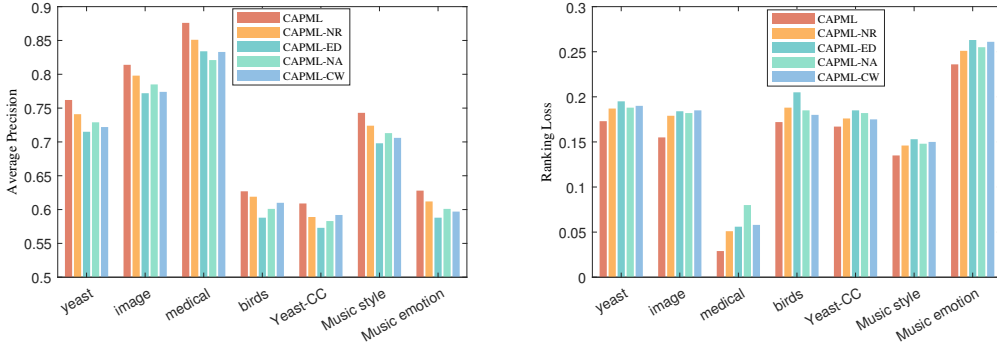 0.9
0.85
0.8
0.75
0.7
0.65
0.6
0.55
0.5
Average Precision
CAPML
CAPML-NR
CAPML-ED
CAPML-NA
CAPML-CW
yeast
image
medical
birds
Yeast-CC
Music style
Music emotion
0.3
0.25
0.2
0.15
0.1
0.05
0
Ranking Loss
CAPML
CAPML-NR
CAPML-ED
CAPML-NA
CAPML-CW
yeast
image
medical
birds
Yeast-CC
Music style
Music emotion